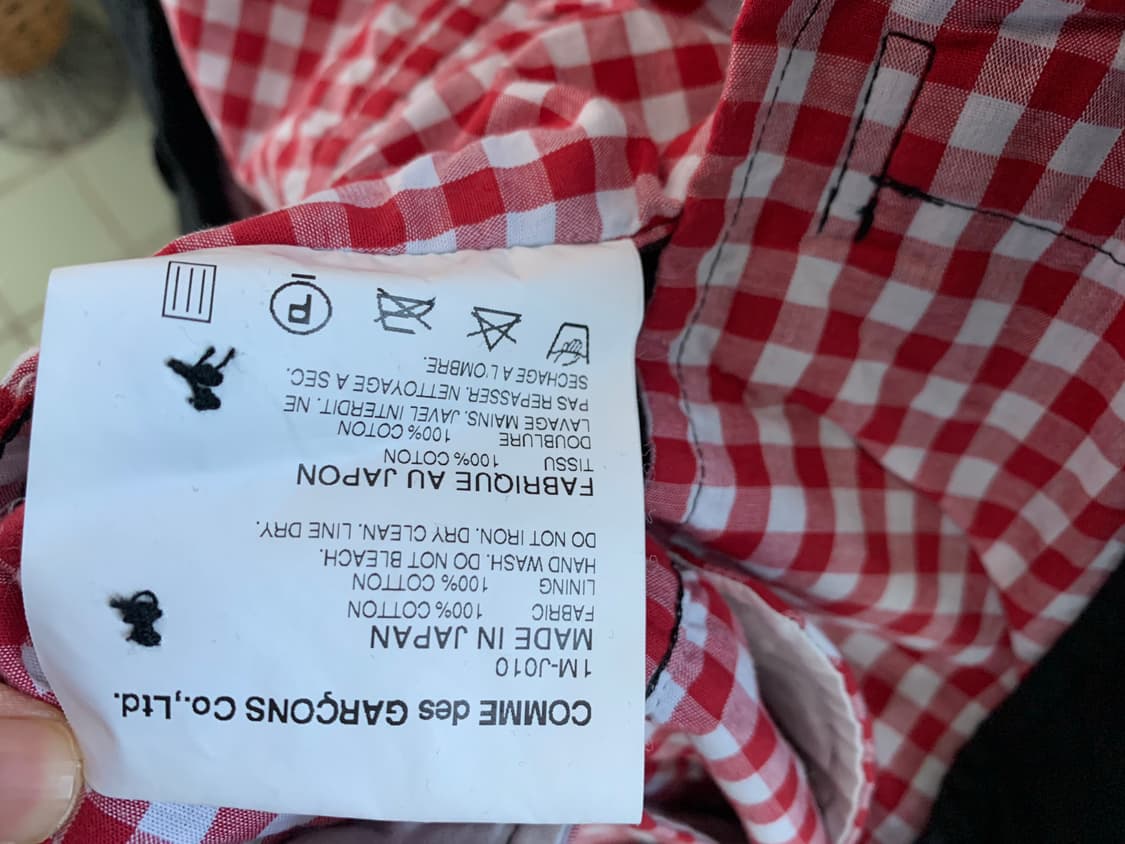 COMME des GARÇONS Co.,Ltd.
1M-J010
MADE IN JAPAN
FABRIC 100% COTTON
LINING 100% COTTON
HAND WASH. DO NOT BLEACH.
DO NOT IRON. DRY CLEAN. LINE DRY.
FABRIQUE AU JAPON
TISSU 100% COTON
DOUBLURE 100% COTON
LAVAGE MAINS. JAVEL INTERDIT. NE
PAS REPASSER. NETTOYAGE A SEC.
SECHAGE A L'OMBRE.
P